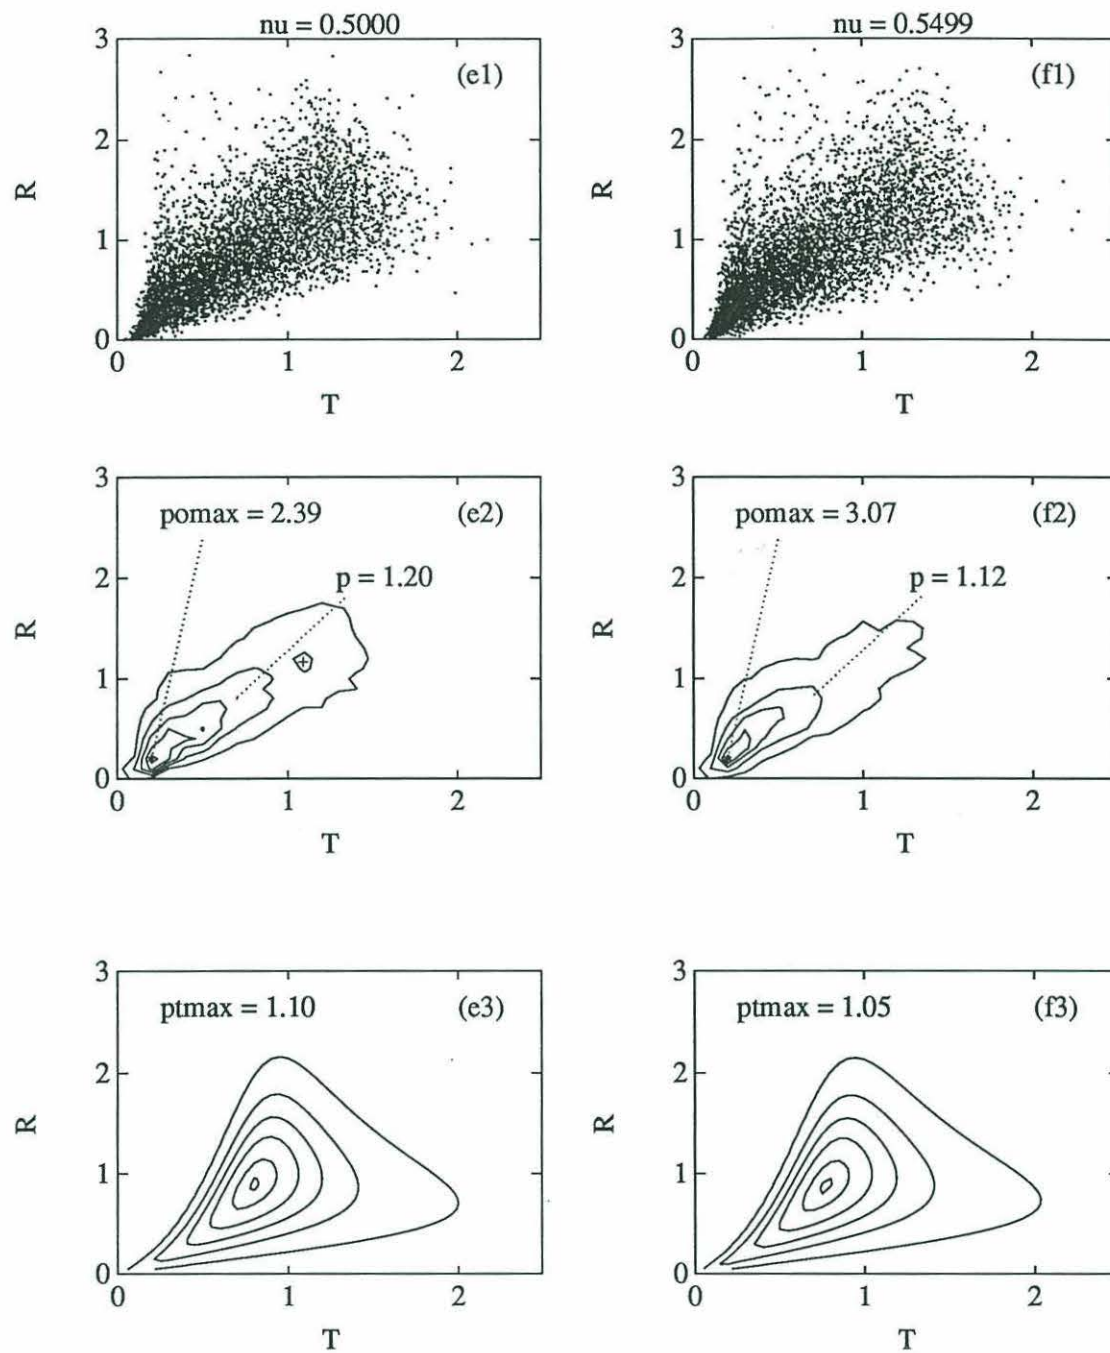 nu = 0.5000
nu = 0.5499
3
(e1)
2
R
1
0
0
1
2
T
3
(f1)
2
R
1
0
0
1
2
T
3
pomax = 2.39
(e2)
2
p = 1.20
R
1
0
0
1
2
T
3
pomax = 3.07
(f2)
2
p = 1.12
R
1
0
0
1
2
T
3
ptmax = 1.10
(e3)
2
R
1
0
0
1
2
T
3
ptmax = 1.05
(f3)
2
R
1
0
0
1
2
T